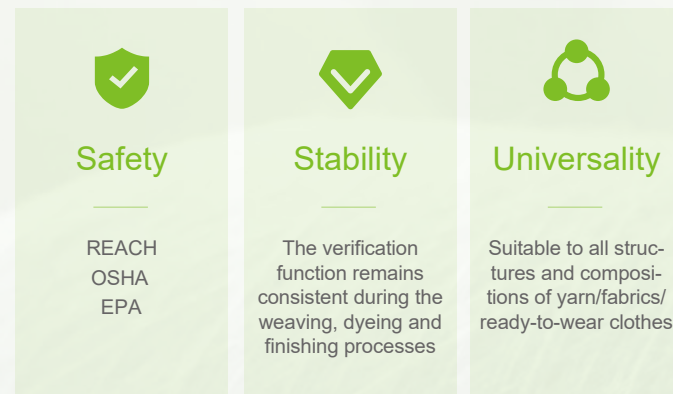 Safety
REACH
OSHA
EPA
Stability
The verification
function remains
consistent during the
weaving, dyeing and
finishing processes
Universality
Suitable to all struc-
tures and composi-
tions of yarn/fabrics/
ready-to-wear clothes